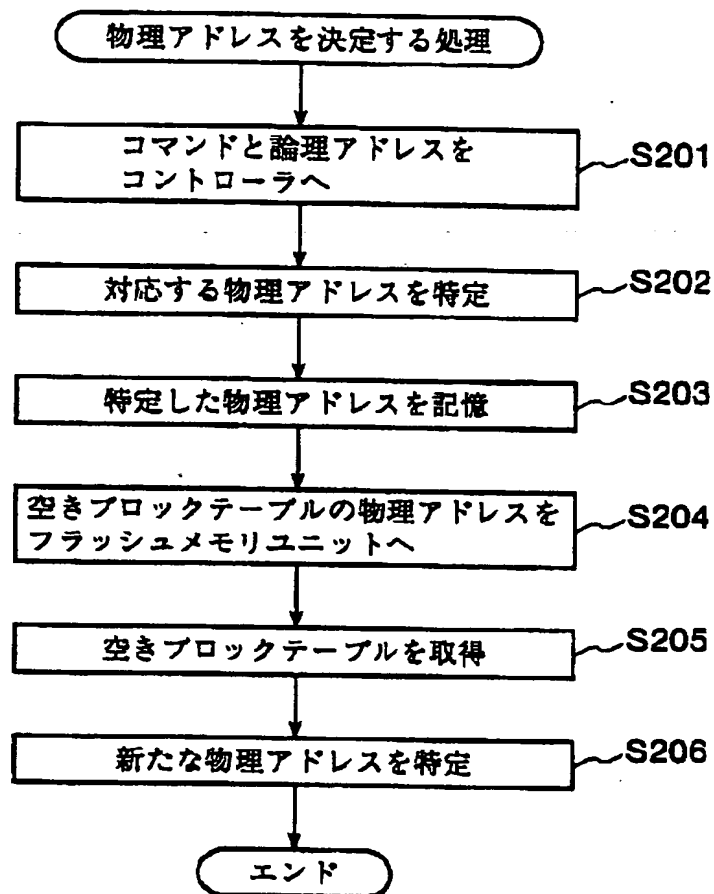 物理アドレスを決定する処理
コマンドと論理アドレスを
コントローラへ
S201
対応する物理アドレスを特定
S202
特定した物理アドレスを記憶
S203
空きブロックテーブルの物理アドレスを
フラッシュメモリユニットへ
S204
空きブロックテーブルを取得
S205
新たな物理アドレスを特定
S206
エンド